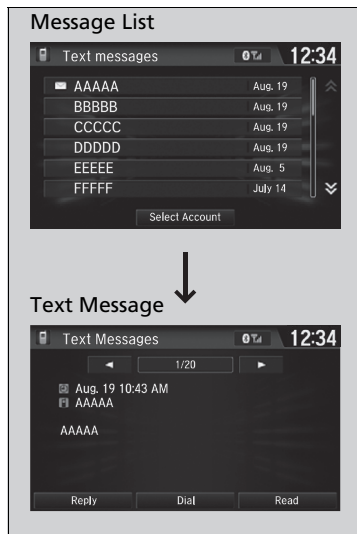 Message List
Text messages 12:34
AAAAA Aug. 19
BBBBB Aug. 19
CCCCC Aug. 19
DDDDD Aug. 19
EEEEE Aug. 5
FFFFF July 14
Select Account
Text Message
Text Messages 12:34
1/20
Aug. 19 10:43 AM
AAAAA
AAAAA
Reply Dial Read